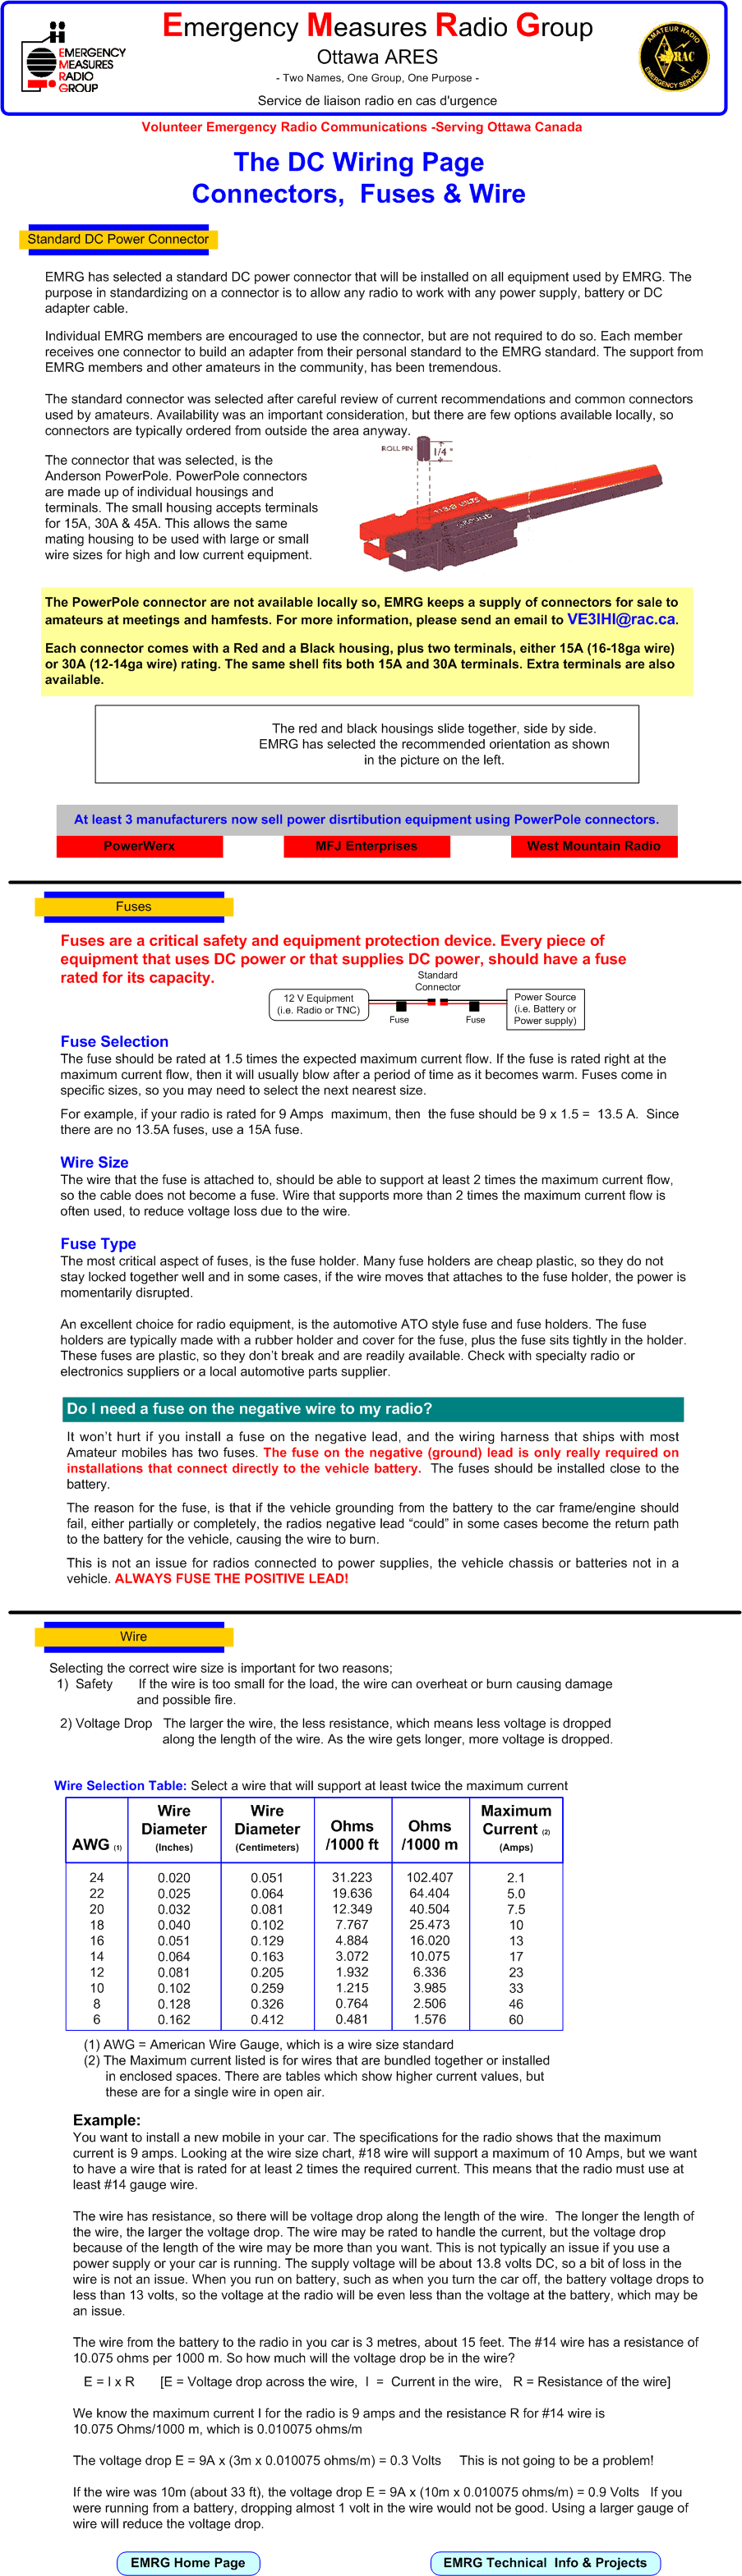 Emergency Measures Radio Group
EMERGENCY
MEASURES
RADIO
GROUP
Ottawa ARES
- Two Names, One Group, One Purpose -
Service de liaison radio en cas d'urgence
AMATEUR RADIO
RAC
EMERGENCY SERVICE
Volunteer Emergency Radio Communications -Serving Ottawa Canada
The DC Wiring Page
Connectors, Fuses & Wire
Standard DC Power Connector
EMRG has selected a standard DC power connector that will be installed on all equipment used by EMRG. The
purpose in standardizing on a connector is to allow any radio to work with any power supply, battery or DC
adapter cable.
Individual EMRG members are encouraged to use the connector, but are not required to do so. Each member
receives one connector to build an adapter from their personal standard to the EMRG standard. The support from
EMRG members and other amateurs in the community, has been tremendous.
The standard connector was selected after careful review of current recommendations and common connectors
used by amateurs. Availability was an important consideration, but there are few options available locally, so
connectors are typically ordered from outside the area anyway.
The connector that was selected, is the
Anderson PowerPole. PowerPole connectors
are made up of individual housings and
terminals. The small housing accepts terminals
for 15A, 30A & 45A. This allows the same
mating housing to be used with large or small
wire sizes for high and low current equipment.
ROLL PIN
1/4 "
GROUND
The PowerPole connector are not available locally so, EMRG keeps a supply of connectors for sale to
amateurs at meetings and hamfests. For more information, please send an email to VE3IHI@rac.ca.
Each connector comes with a Red and a Black housing, plus two terminals, either 15A (16-18ga wire)
or 30A (12-14ga wire) rating. The same shell fits both 15A and 30A terminals. Extra terminals are also
available.
The red and black housings slide together, side by side.
EMRG has selected the recommended orientation as shown
in the picture on the left.
At least 3 manufacturers now sell power disrtibution equipment using PowerPole connectors.
PowerWerx MFJ Enterprises West Mountain Radio
Fuses
Fuses are a critical safety and equipment protection device. Every piece of
equipment that uses DC power or that supplies DC power, should have a fuse
rated for its capacity.
Standard
Connector
12 V Equipment
(i.e. Radio or TNC)
Fuse
Fuse
Power Source
(i.e. Battery or
Power supply)
Fuse Selection
The fuse should be rated at 1.5 times the expected maximum current flow. If the fuse is rated right at the
maximum current flow, then it will usually blow after a period of time as it becomes warm. Fuses come in
specific sizes, so you may need to select the next nearest size.
For example, if your radio is rated for 9 Amps maximum, then the fuse should be 9 x 1.5 = 13.5 A. Since
there are no 13.5A fuses, use a 15A fuse.
Wire Size
The wire that the fuse is attached to, should be able to support at least 2 times the maximum current flow,
so the cable does not become a fuse. Wire that supports more than 2 times the maximum current flow is
often used, to reduce voltage loss due to the wire.
Fuse Type
The most critical aspect of fuses, is the fuse holder. Many fuse holders are cheap plastic, so they do not
stay locked together well and in some cases, if the wire moves that attaches to the fuse holder, the power is
momentarily disrupted.
An excellent choice for radio equipment, is the automotive ATO style fuse and fuse holders. The fuse
holders are typically made with a rubber holder and cover for the fuse, plus the fuse sits tightly in the holder.
These fuses are plastic, so they don't break and are readily available. Check with specialty radio or
electronics suppliers or a local automotive parts supplier.
Do I need a fuse on the negative wire to my radio?
It won't hurt if you install a fuse on the negative lead, and the wiring harness that ships with most
Amateur mobiles has two fuses. The fuse on the negative (ground) lead is only really required on
installations that connect directly to the vehicle battery. The fuses should be installed close to the
battery.
The reason for the fuse, is that if the vehicle grounding from the battery to the car frame/engine should
fail, either partially or completely, the radios negative lead “could” in some cases become the return path
to the battery for the vehicle, causing the wire to burn.
This is not an issue for radios connected to power supplies, the vehicle chassis or batteries not in a
vehicle. ALWAYS FUSE THE POSITIVE LEAD!
Wire
Selecting the correct wire size is important for two reasons;
1) Safety If the wire is too small for the load, the wire can overheat or burn causing damage
and possible fire.
2) Voltage Drop The larger the wire, the less resistance, which means less voltage is dropped
along the length of the wire. As the wire gets longer, more voltage is dropped.
Wire Selection Table: Select a wire that will support at least twice the maximum current
AWG (1) Wire Diameter (Inches) Wire Diameter (Centimeters) Ohms /1000 ft Ohms /1000 m Maximum Current (2) (Amps)
24 0.020 0.051 31.223 102.407 2.1
22 0.025 0.064 19.636 64.404 5.0
20 0.032 0.081 12.349 40.504 7.5
18 0.040 0.102 7.767 25.473 10
16 0.051 0.129 4.884 16.020 13
14 0.064 0.163 3.072 10.075 17
12 0.081 0.205 1.932 6.336 23
10 0.102 0.259 1.215 3.985 33
8 0.128 0.326 0.764 2.506 46
6 0.162 0.412 0.481 1.576 60
(1) AWG = American Wire Gauge, which is a wire size standard
(2) The Maximum current listed is for wires that are bundled together or installed
in enclosed spaces. There are tables which show higher current values, but
these are for a single wire in open air.
Example:
You want to install a new mobile in your car. The specifications for the radio shows that the maximum
current is 9 amps. Looking at the wire size chart, #18 wire will support a maximum of 10 Amps, but we want
to have a wire that is rated for at least 2 times the required current. This means that the radio must use at
least #14 gauge wire.
The wire has resistance, so there will be voltage drop along the length of the wire. The longer the length of
the wire, the larger the voltage drop. The wire may be rated to handle the current, but the voltage drop
because of the length of the wire may be more than you want. This is not typically an issue if you use a
power supply or your car is running. The supply voltage will be about 13.8 volts DC, so a bit of loss in the
wire is not an issue. When you run on battery, such as when you turn the car off, the battery voltage drops to
less than 13 volts, so the voltage at the radio will be even less than the voltage at the battery, which may be
an issue.
The wire from the battery to the radio in you car is 3 metres, about 15 feet. The #14 wire has a resistance of
10.075 ohms per 1000 m. So how much will the voltage drop be in the wire?
E = I x R [E = Voltage drop across the wire, I = Current in the wire, R = Resistance of the wire]
We know the maximum current I for the radio is 9 amps and the resistance R for #14 wire is
10.075 Ohms/1000 m, which is 0.010075 ohms/m
The voltage drop E = 9A x (3m x 0.010075 ohms/m) = 0.3 Volts This is not going to be a problem!
If the wire was 10m (about 33 ft), the voltage drop E = 9A x (10m x 0.010075 ohms/m) = 0.9 Volts If you
were running from a battery, dropping almost 1 volt in the wire would not be good. Using a larger gauge of
wire will reduce the voltage drop.
EMRG Home Page EMRG Technical Info & Projects